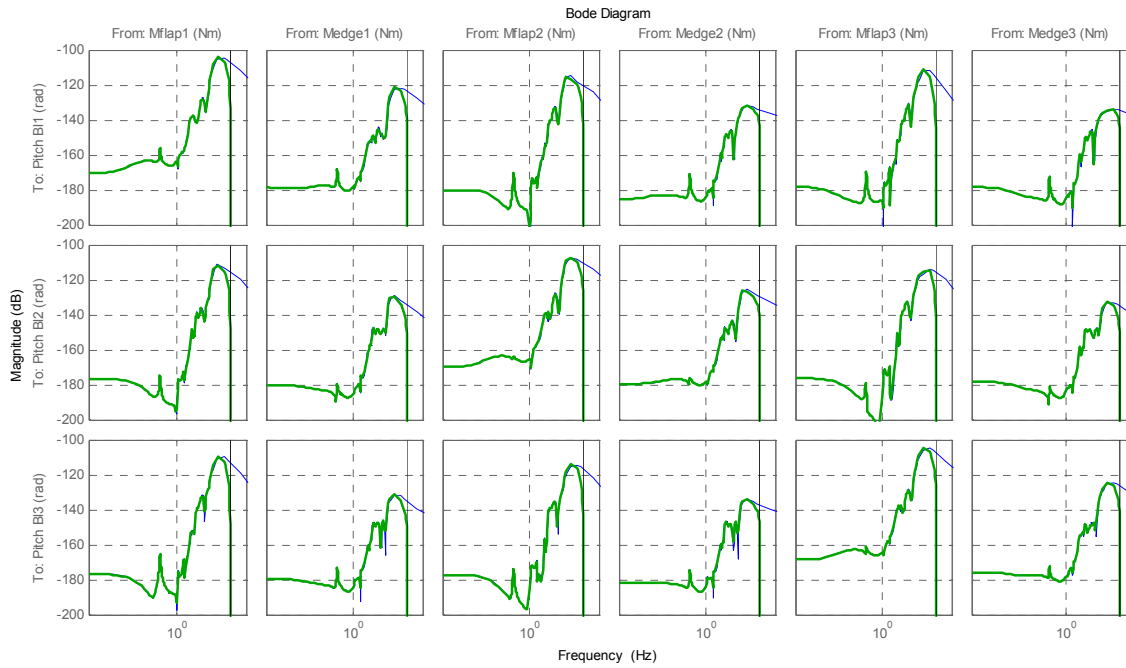 Bode Diagram
From: Mflap1 (Nm) From: Medge1 (Nm) From: Mflap2 (Nm) From: Medge2 (Nm) From: Mflap3 (Nm) From: Medge3 (Nm)
Magnitude (dB)
To: Pitch Bl1 (rad)
-100
-120
-140
-160
-180
-200
To: Pitch Bl2 (rad)
-100
-120
-140
-160
-180
-200
To: Pitch Bl3 (rad)
-100
-120
-140
-160
-180
-200
10^0 10^0 10^0 10^0 10^0 10^0
Frequency (Hz)